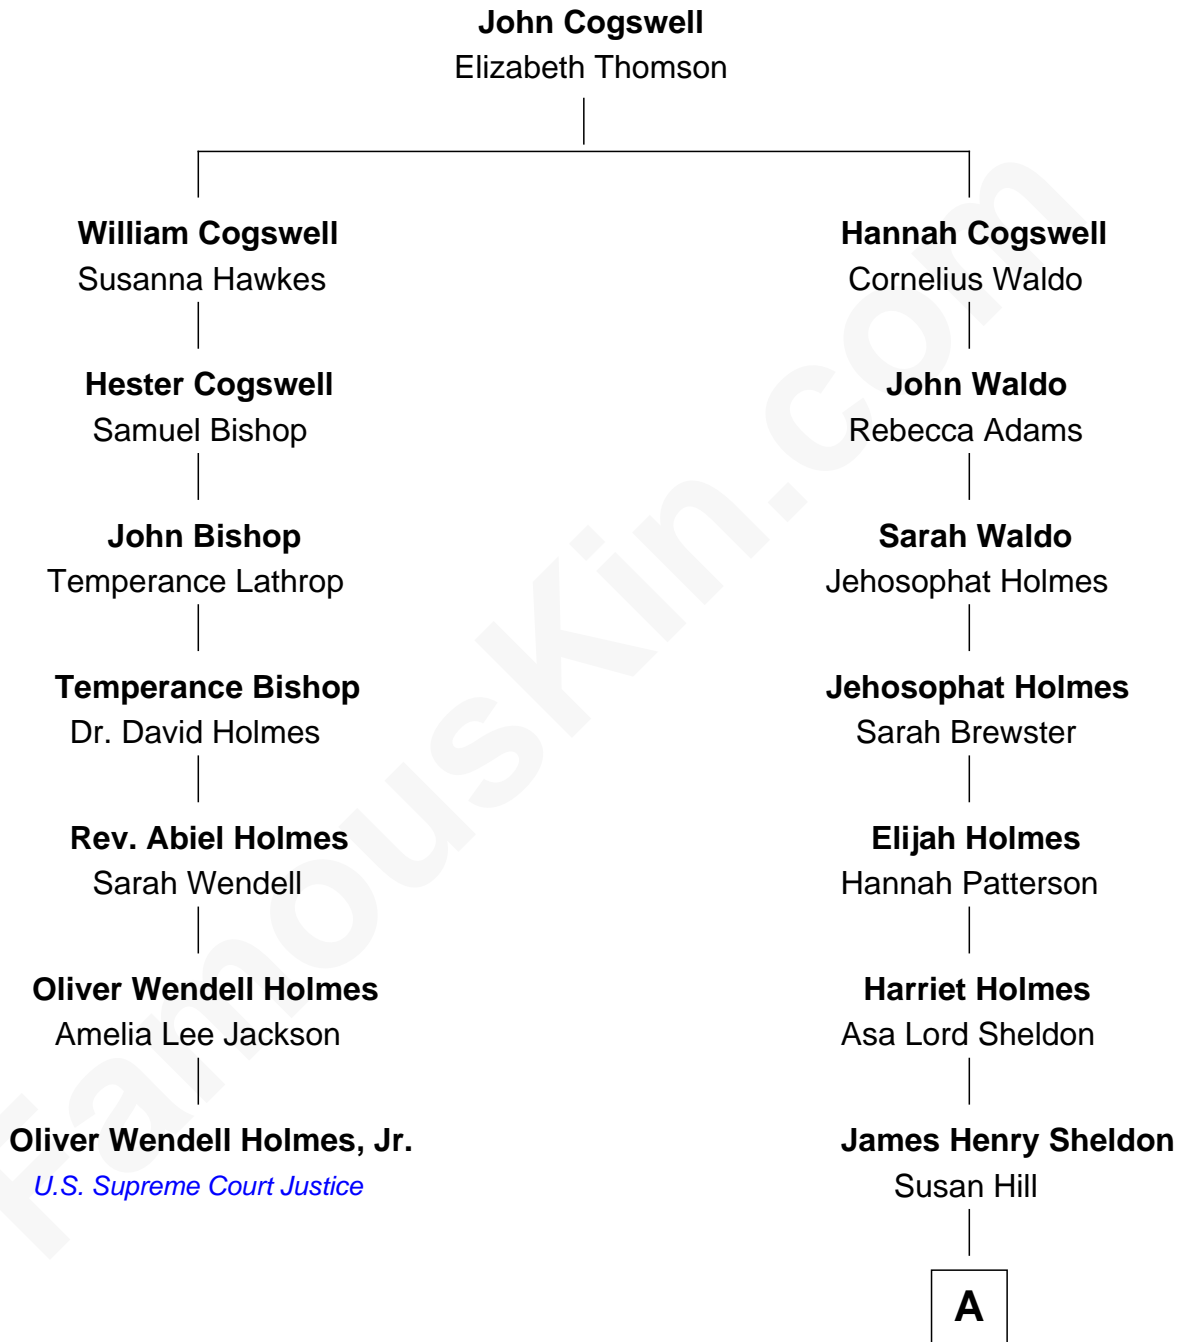 John Cogswell
Elizabeth Thomson
William Cogswell
Susanna Hawkes
Hannah Cogswell
Cornelius Waldo
Hester Cogswell
Samuel Bishop
John Waldo
Rebecca Adams
John Bishop
Temperance Lathrop
Sarah Waldo
Jehosophat Holmes
Temperance Bishop
Dr. David Holmes
Jehosophat Holmes
Sarah Brewster
Rev. Abiel Holmes
Sarah Wendell
Elijah Holmes
Hannah Patterson
Oliver Wendell Holmes
Amelia Lee Jackson
Harriet Holmes
Asa Lord Sheldon
Oliver Wendell Holmes, Jr.
U.S. Supreme Court Justice
James Henry Sheldon
Susan Hill
A
FamousKin.com